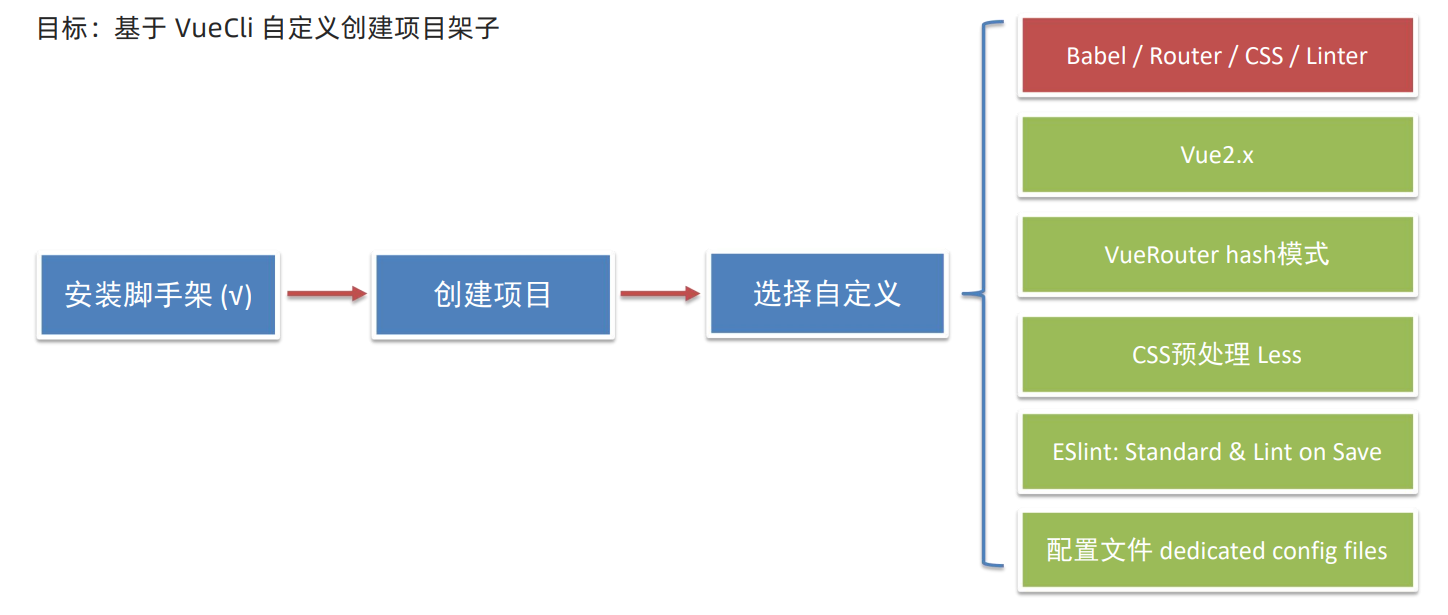 目标：基于 VueCli 自定义创建项目架子
安装脚手架 (√)
创建项目
选择自定义
Babel / Router / CSS / Linter
Vue2.x
VueRouter hash模式
CSS预处理 Less
ESlint: Standard & Lint on Save
配置文件 dedicated config files